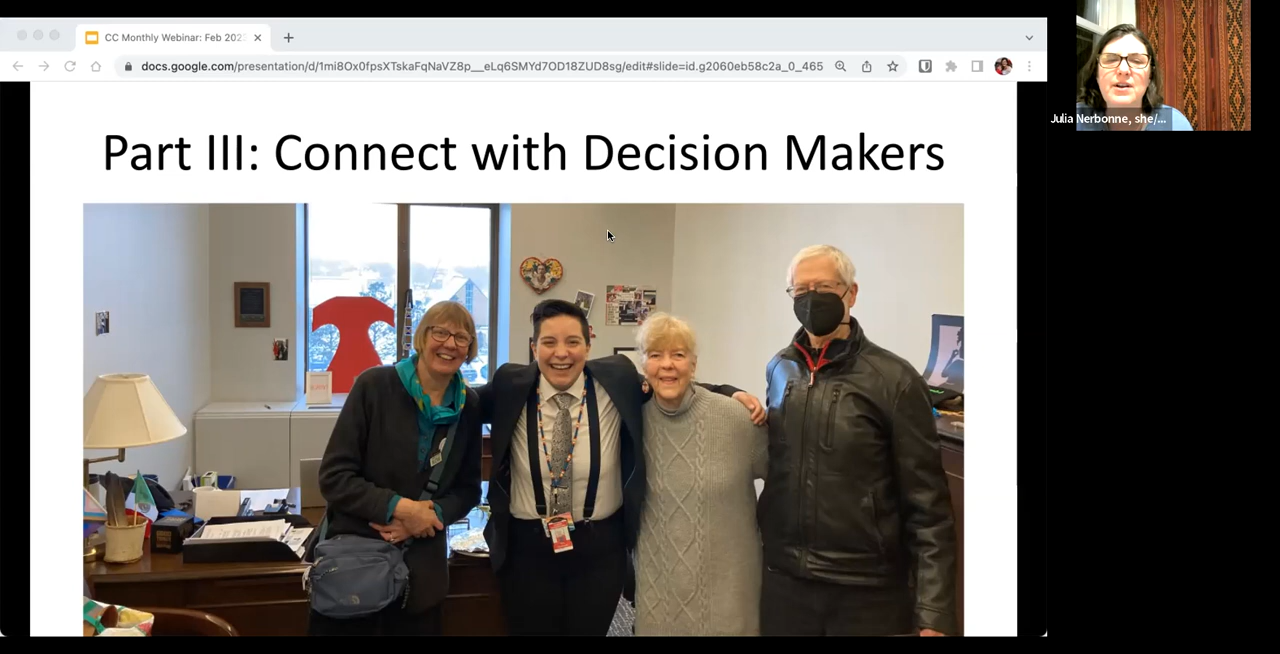 CC Monthly Webinar: Feb 202
docs.google.com/presentation/d/1mi8Ox0fpsXTskaFqNaVZ8p__eLq6SMYd7OD18ZUD8sg/edit#slide=id.g2060eb58c2a_0_465
Julia Nerbonne, she/...
Part III: Connect with Decision Makers